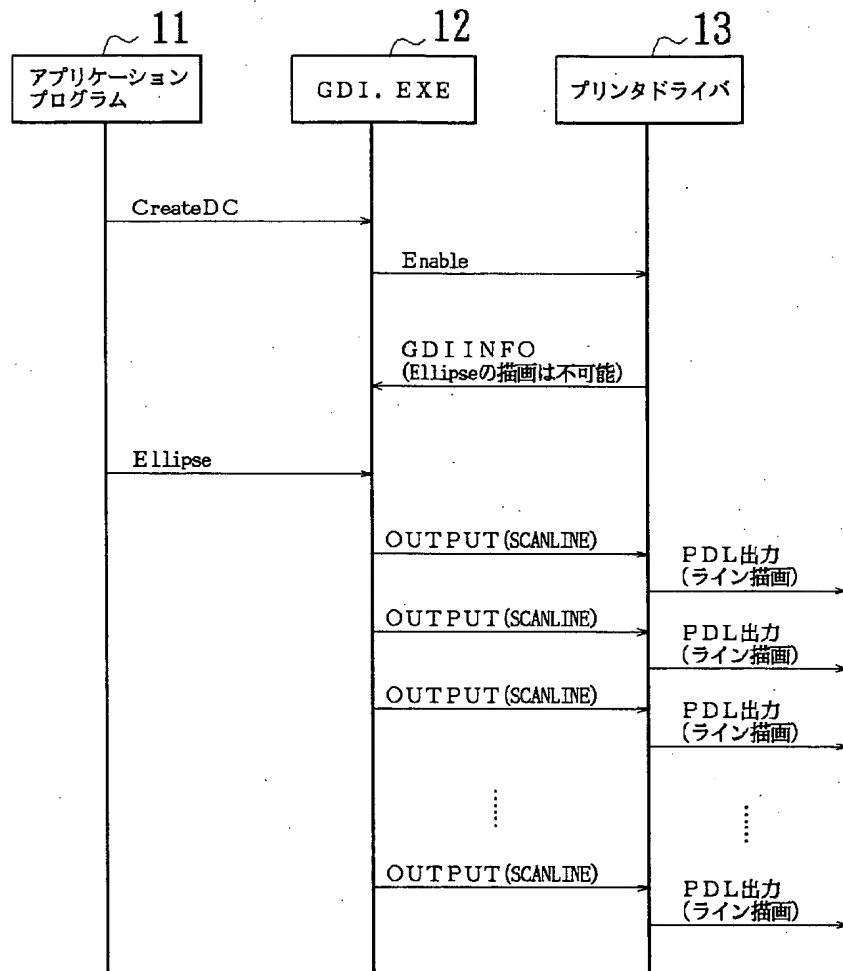 11
12
13
アプリケーション
プログラム
GDI.EXE
プリンタドライバ
CreateDC
Enable
GDIINFO
(Ellipseの描画は不可能)
Ellipse
OUTPUT(SCANLINE)
PDL出力
(ライン描画)
OUTPUT(SCANLINE)
PDL出力
(ライン描画)
OUTPUT(SCANLINE)
PDL出力
(ライン描画)
OUTPUT(SCANLINE)
PDL出力
(ライン描画)